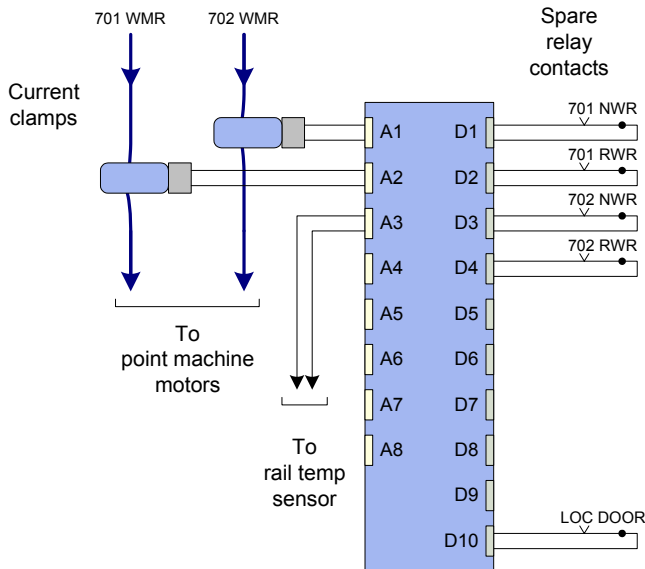 701 WMR
702 WMR
Spare
relay
contacts
Current
clamps
A1
A2
A3
A4
A5
A6
A7
A8
D1
D2
D3
D4
D5
D6
D7
D8
D9
D10
701 NWR
701 RWR
702 NWR
702 RWR
LOC DOOR
To
point machine
motors
To
rail temp
sensor